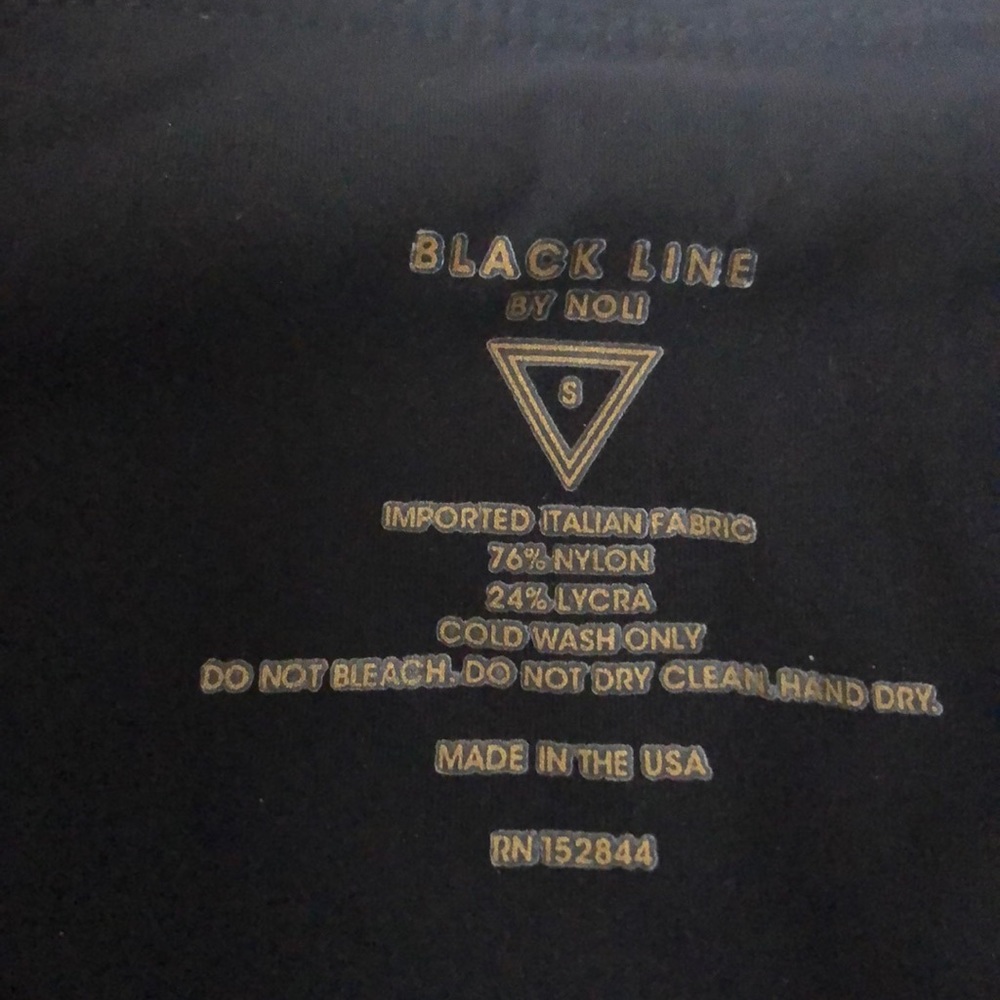 BLACK LINE
BY NOLI
S
IMPORTED ITALIAN FABRIC
76% NYLON
24% LYCRA
COLD WASH ONLY
DO NOT BLEACH. DO NOT DRY CLEAN. HAND DRY.
MADE IN THE USA
RN 152844